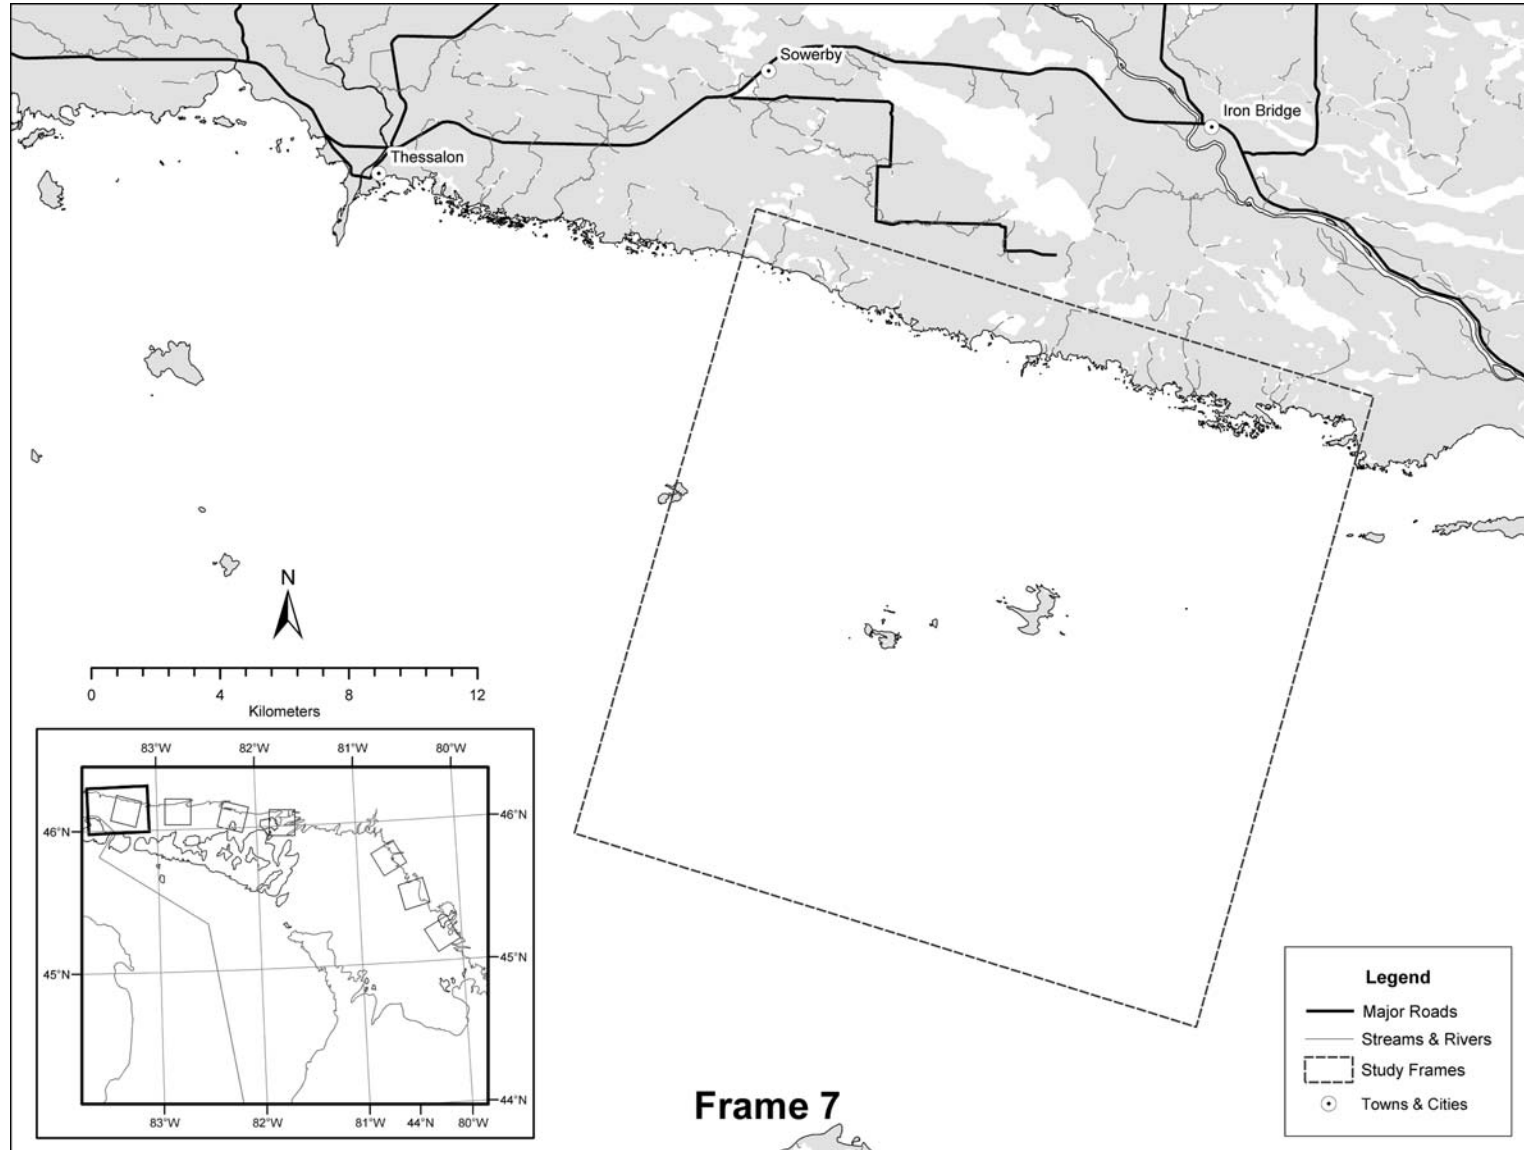 Sowerby
Iron Bridge
Thessalon
N
0 4 8 12
Kilometers
83°W 82°W 81°W 80°W
46°N 46°N
45°N 45°N
44°N
83°W 82°W 81°W 44°N 80°W
Frame 7
Legend
Major Roads
Streams & Rivers
Study Frames
Towns & Cities